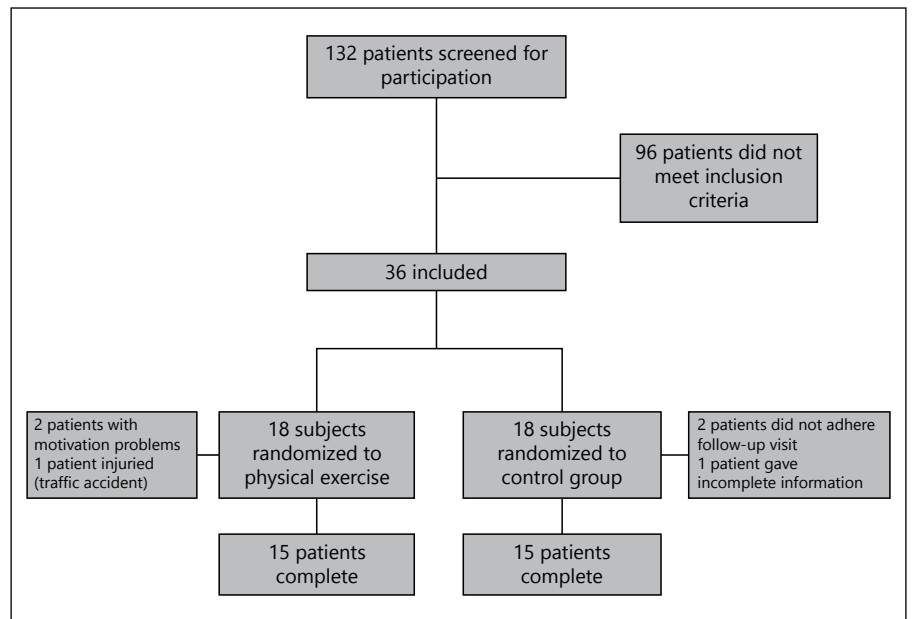 132 patients screened for
participation
96 patients did not
meet inclusion
criteria
36 included
2 patients with
motivation problems
1 patient injuried
(traffic accident)
18 subjects
randomized to
physical exercise
18 subjects
randomized to
control group
2 patients did not adhere
follow-up visit
1 patient gave
incomplete information
15 patients
complete
15 patients
complete